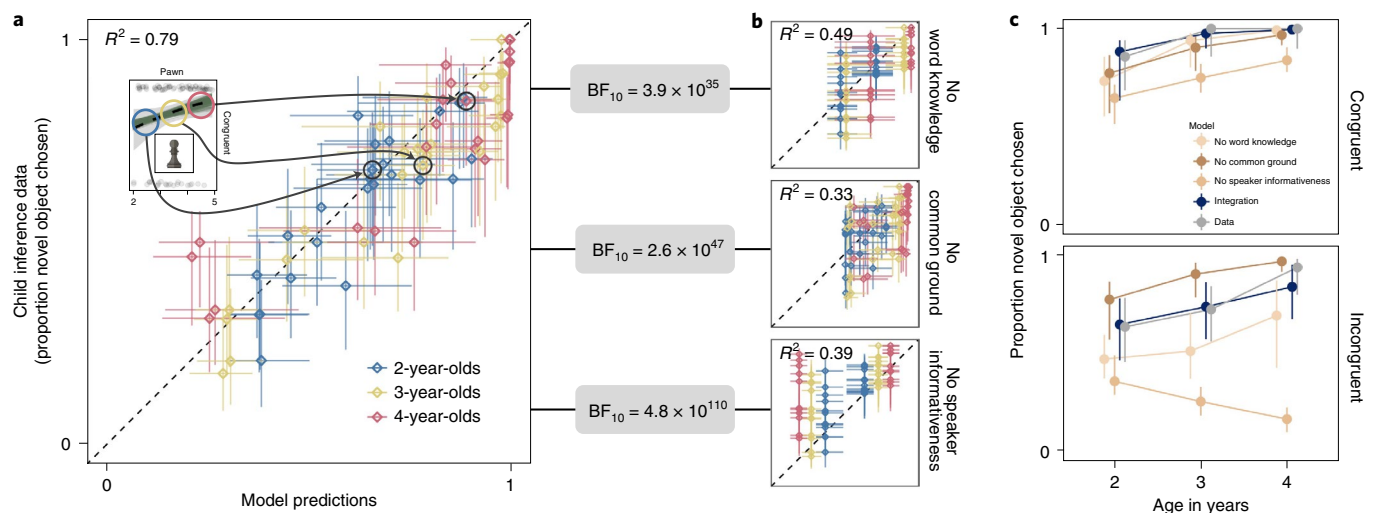 a
R² = 0.79
Pawn
Congruent
2
5
1
0
Child inference data
(proportion novel object chosen)
2-year-olds
3-year-olds
4-year-olds
0
1
Model predictions
BF₁₀ = 3.9 × 10³⁵
BF₁₀ = 2.6 × 10⁴⁷
BF₁₀ = 4.8 × 10¹¹⁰
b
R² = 0.49
No
word knowledge
R² = 0.33
No
common ground
R² = 0.39
No speaker
informativeness
c
Proportion novel object chosen
1
0
Model
No word knowledge
No common ground
No speaker informativeness
Integration
Data
Congruent
1
0
Incongruent
2
3
4
Age in years